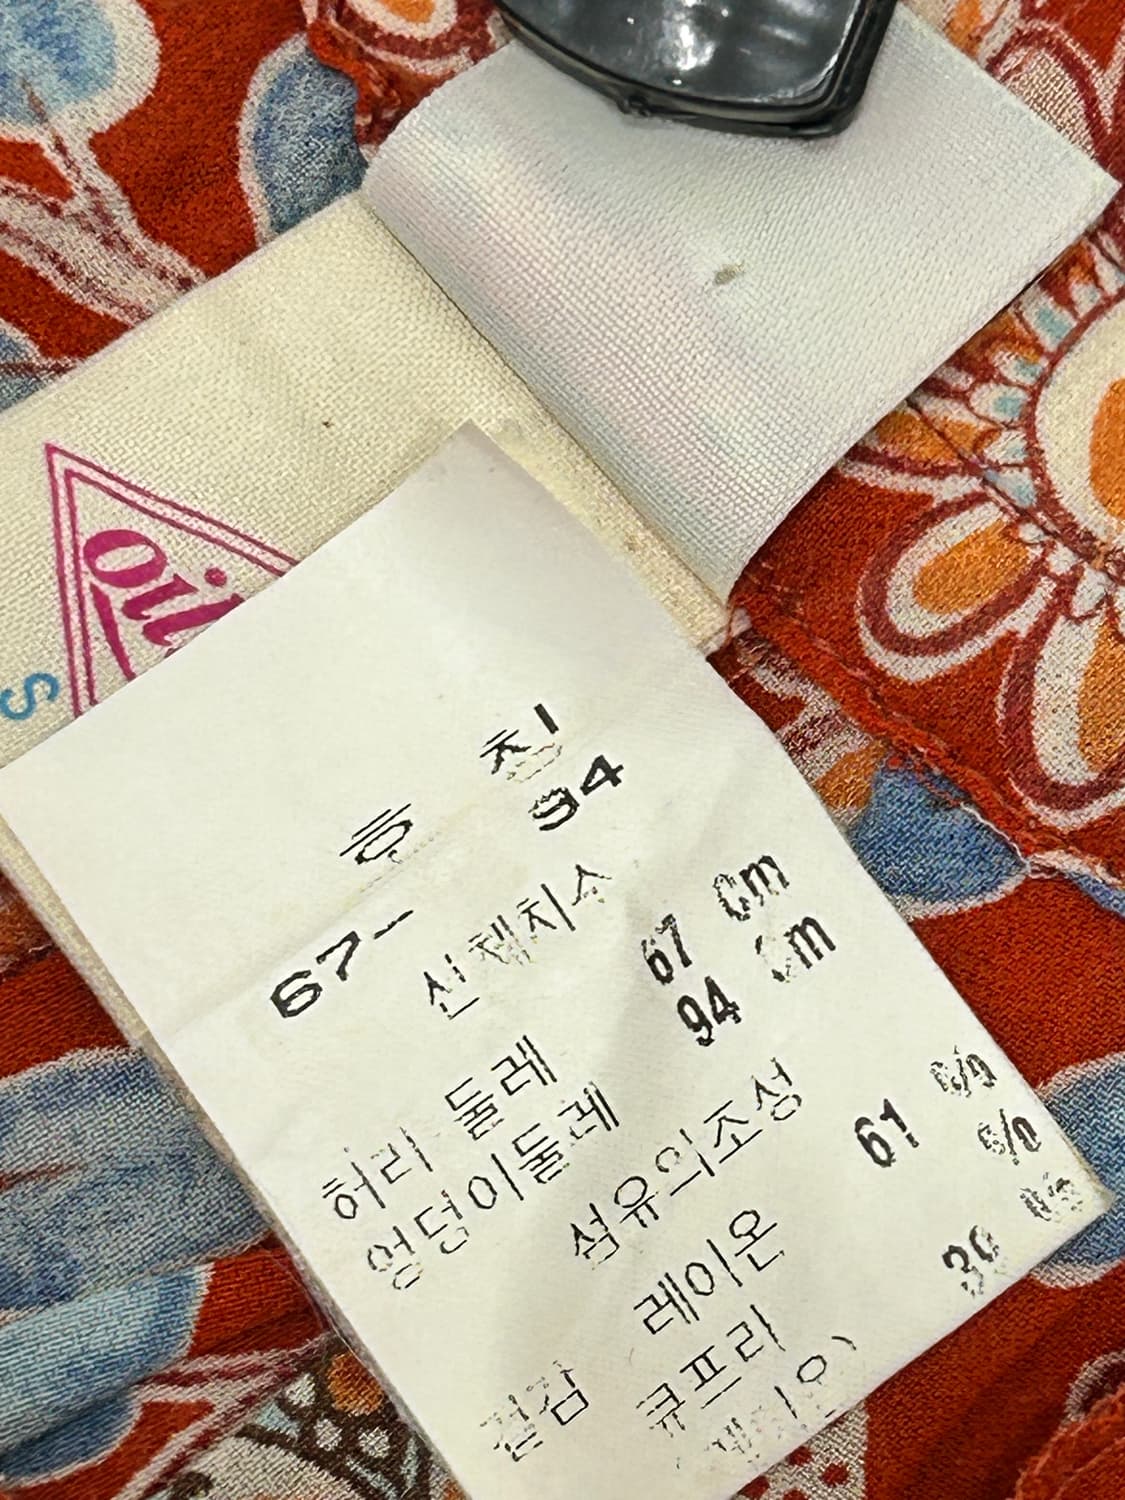 oil
S
호칭
67-94
신체치수
허리 둘레 67 Cm
엉덩이둘레 94 Cm
섬유의조성
겉감 레이온 61 %
큐프라 39 %